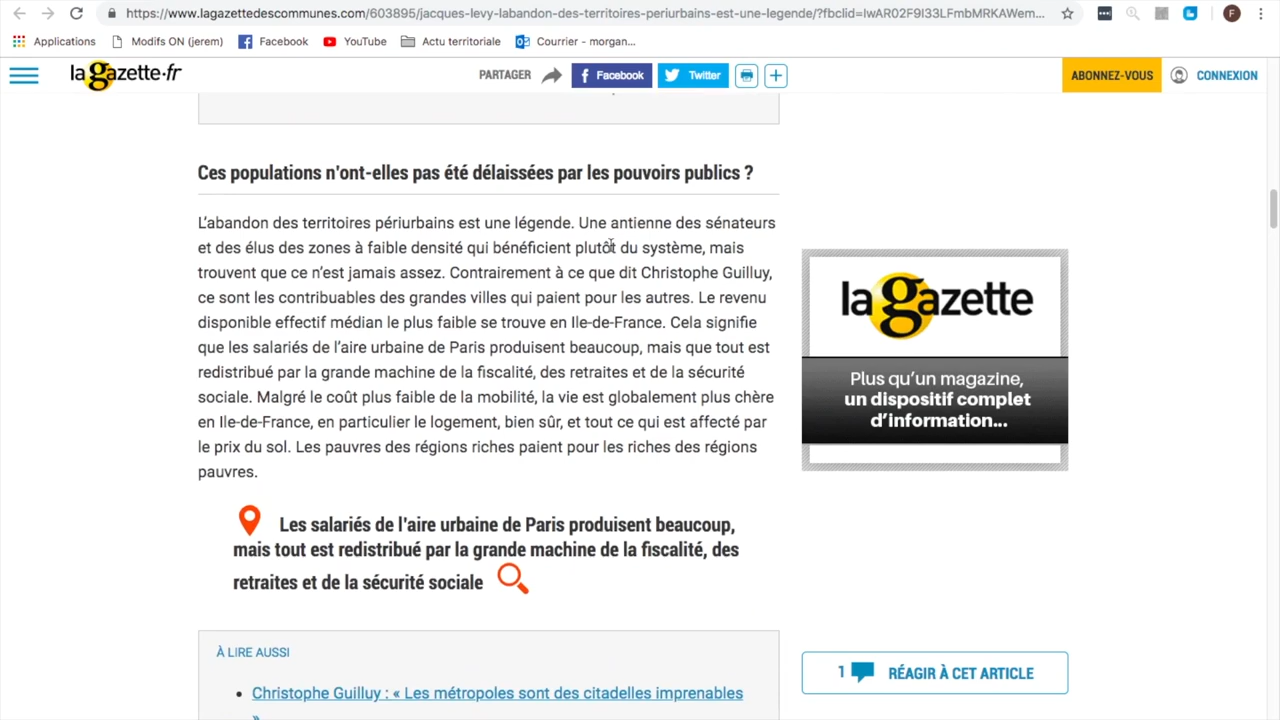 https://www.lagazettedescommunes.com/603895/jacques-levy-labandon-des-territoires-periurbains-est-une-legende/?fbclid=IwAR02F9I33LFmbMRKAWem...
F
Applications
Modifs ON (jerem)
Facebook
YouTube
Actu territoriale
Courrier - morgan...
la gazette.fr
PARTAGER
Facebook
Twitter
ABONNEZ-VOUS
CONNEXION
Ces populations n'ont-elles pas été délaissées par les pouvoirs publics ?
L'abandon des territoires périurbains est une légende. Une antienne des sénateurs
et des élus des zones à faible densité qui bénéficient plutôt du système, mais
trouvent que ce n'est jamais assez. Contrairement à ce que dit Christophe Guilluy,
ce sont les contribuables des grandes villes qui paient pour les autres. Le revenu
disponible effectif médian le plus faible se trouve en Ile-de-France. Cela signifie
que les salariés de l'aire urbaine de Paris produisent beaucoup, mais que tout est
redistribué par la grande machine de la fiscalité, des retraites et de la sécurité
sociale. Malgré le coût plus faible de la mobilité, la vie est globalement plus chère
en Ile-de-France, en particulier le logement, bien sûr, et tout ce qui est affecté par
le prix du sol. Les pauvres des régions riches paient pour les riches des régions
pauvres.
Les salariés de l'aire urbaine de Paris produisent beaucoup,
mais tout est redistribué par la grande machine de la fiscalité, des
retraites et de la sécurité sociale
À LIRE AUSSI
• Christophe Guilluy : « Les métropoles sont des citadelles imprenables
»
la gazette
Plus qu'un magazine,
un dispositif complet
d'information...
1 RÉAGIR À CET ARTICLE